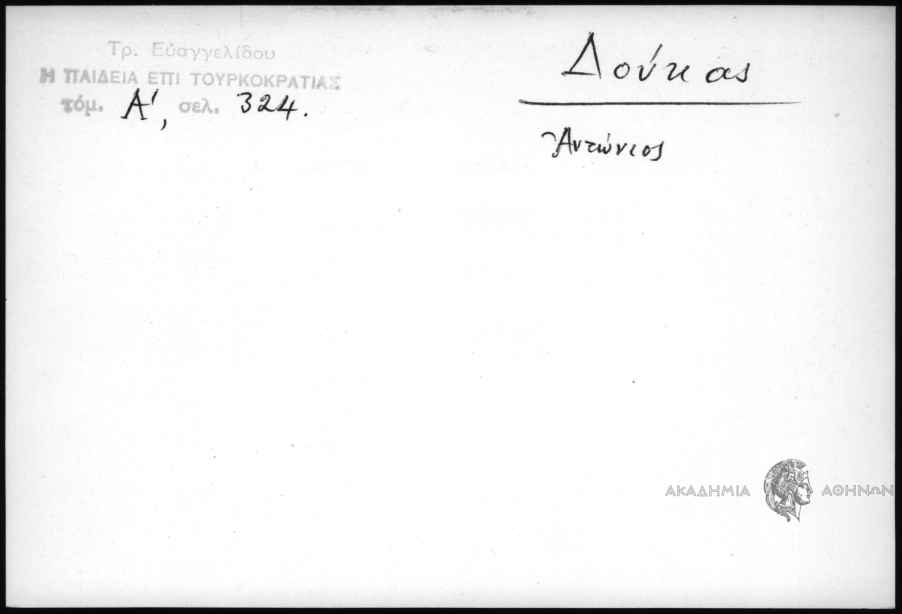 Τρ. Εὐαγγελίδου
Η ΠΑΙΔΕΙΑ ΕΠΙ ΤΟΥΡΚΟΚΡΑΤΙΑΣ
τόμ. Α', σελ. 324.
Δούκας
Ἀντώνιος
ΑΚΑΔΗΜΙΑ ΑΘΗΝΩΝ